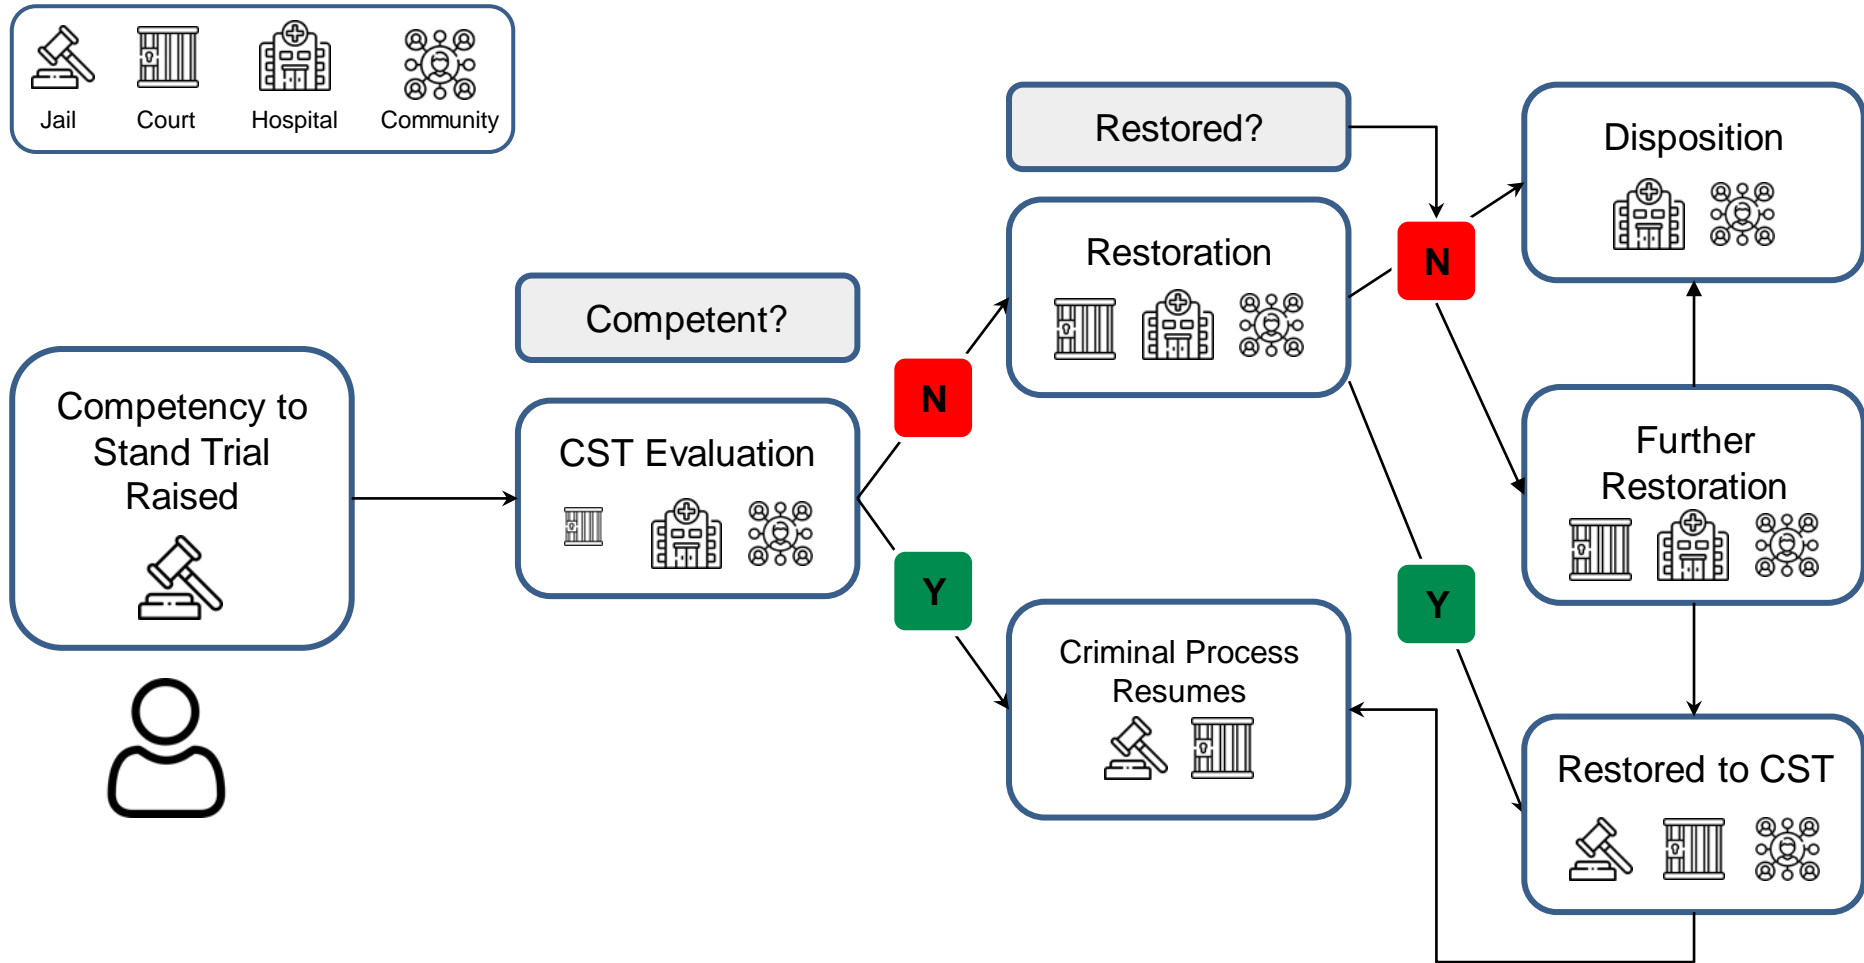 Jail
Court
Hospital
Community
Competency to
Stand Trial
Raised
Competent?
CST Evaluation
N
Y
Restored?
Restoration
Criminal Process
Resumes
N
Y
Disposition
Further
Restoration
Restored to CST